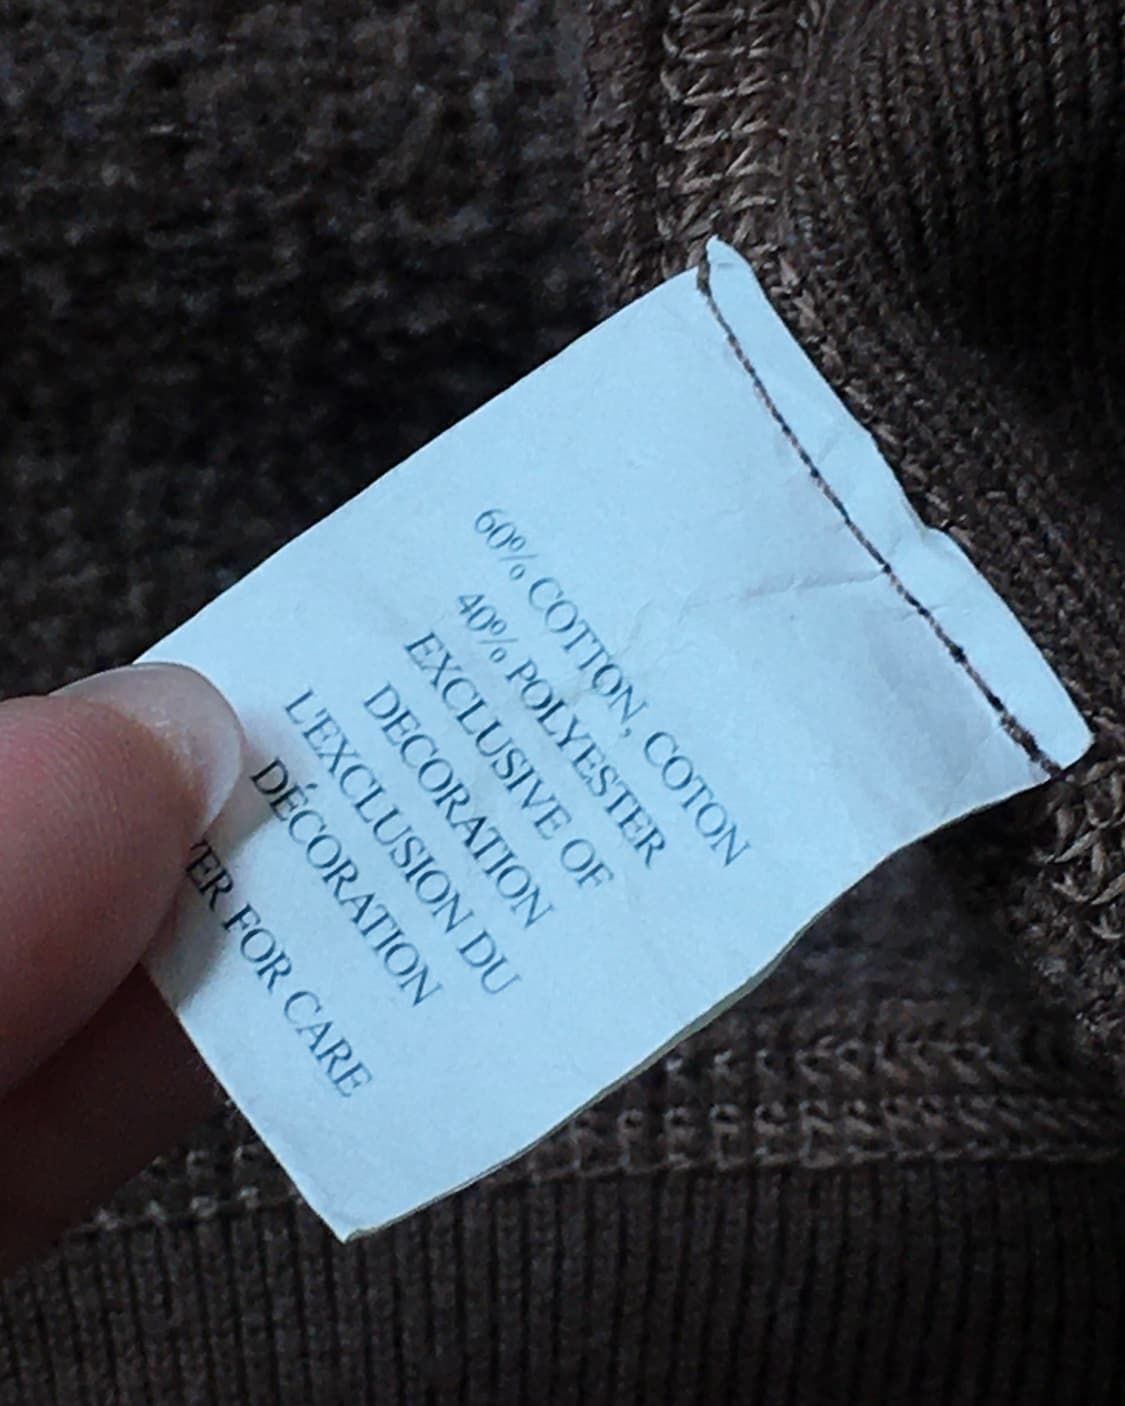 60% COTTON, COTON
40% POLYESTER
EXCLUSIVE OF
DECORATION
L'EXCLUSION DU
DÉCORATION
FOR CARE